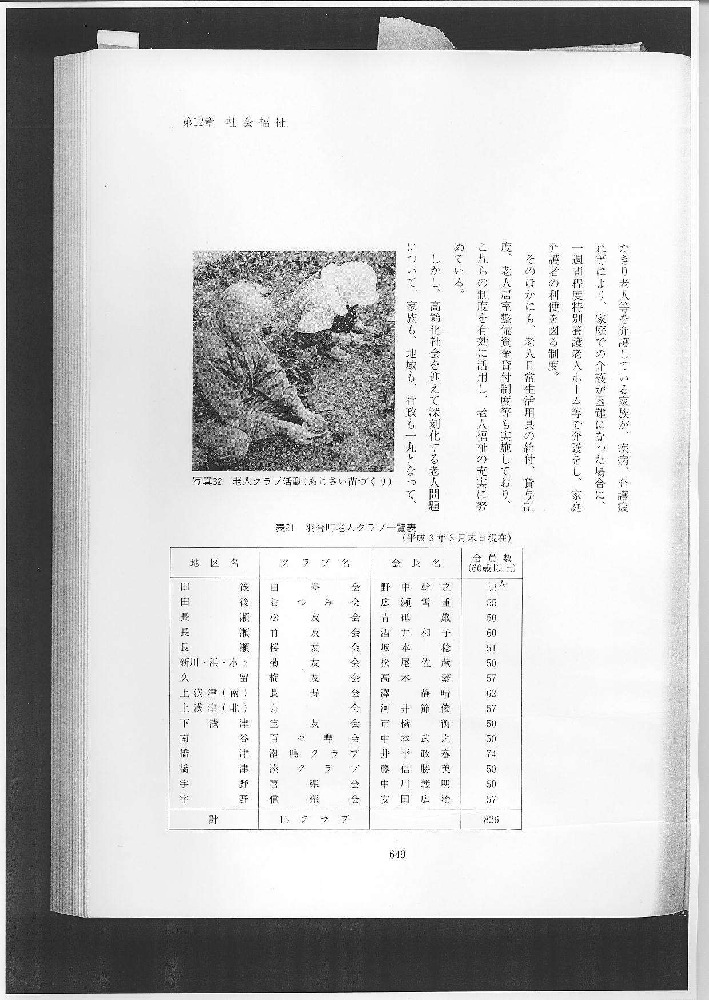 第12章　社会福祉
たきり老人等を介護している家族が、疾病、介護疲
れ等により、家庭での介護が困難になった場合に、
一週間程度特別養護老人ホーム等で介護をし、家庭
介護者の利便を図る制度。
そのほかにも、老人日常生活用具の給付、貸与制
度、老人居室整備資金貸付制度等も実施しており、
これらの制度を有効に活用し、老人福祉の充実に努
めている。
しかし、高齢化社会を迎えて深刻化する老人問題
について、家族も、地域も、行政も一丸となって、
写真32　老人クラブ活動(あじさい苗づくり)
表21　羽合町老人クラブ一覧表
(平成3年3月末日現在)
地区名　クラブ名　会長名　会員数(60歳以上)
田後　白寿会　野中幹之　53人
田後　むつみ会　広瀬雪重　55
長瀬　松友会　青砥巌　50
長瀬　竹友会　酒井和子　60
長瀬　桜友会　坂本稔　51
新川・浜・水下　菊友会　松尾佐蔵　50
久留　梅友会　高木繁　57
上浅津(南)　長寿会　澤静晴　62
上浅津(北)　寿会　河井節俊　57
下浅津　宝友会　市橋衡　50
南谷　百々寿会　中本武之　50
橋津　潮鳴クラブ　井平政春　74
橋津　湊クラブ　藤信勝美　50
宇野　喜楽会　中川義明　50
宇野　信楽会　安田広治　57
計　15クラブ　826
649